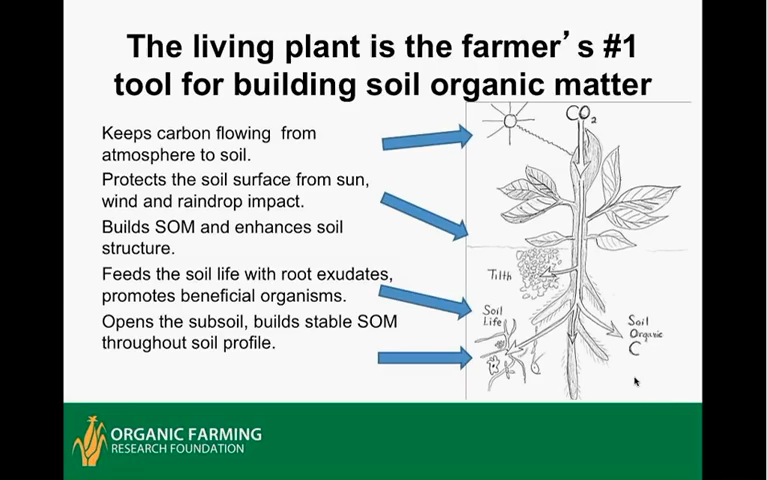 The living plant is the farmer’s #1
tool for building soil organic matter
Keeps carbon flowing from
atmosphere to soil.
Protects the soil surface from sun,
wind and raindrop impact.
Builds SOM and enhances soil
structure.
Feeds the soil life with root exudates,
promotes beneficial organisms.
Opens the subsoil, builds stable SOM
throughout soil profile.
CO2
Tilth
Soil
Life
Soil
Organic
C
ORGANIC FARMING
RESEARCH FOUNDATION